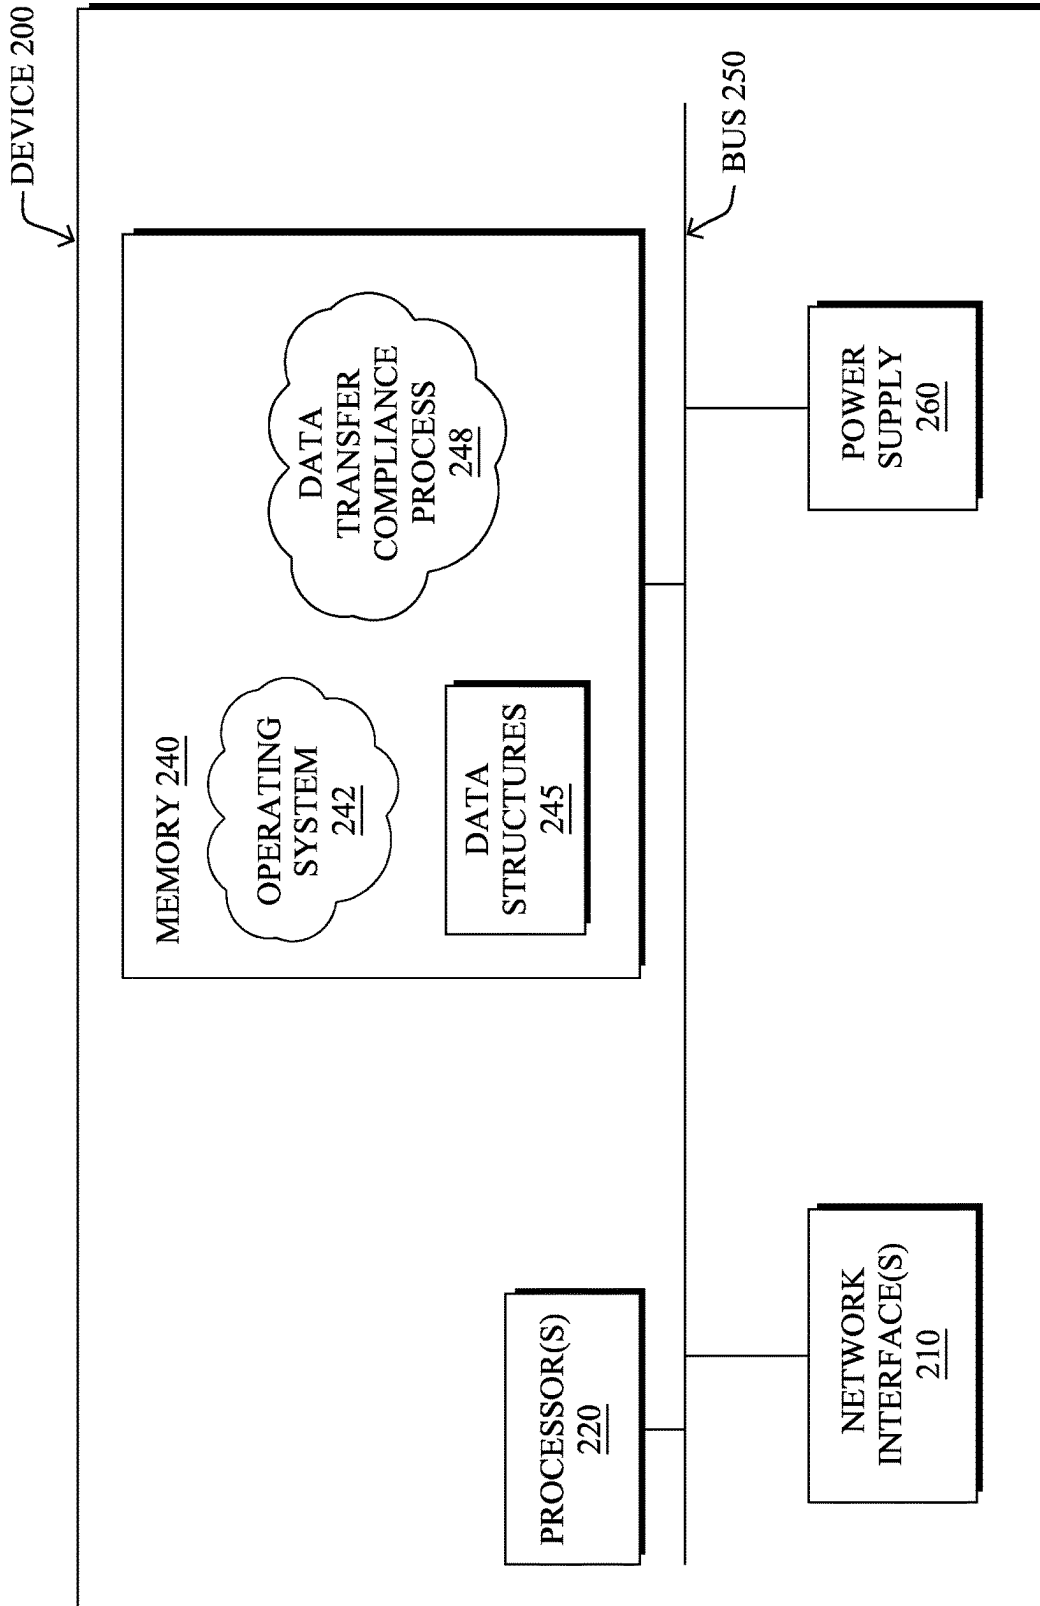 DEVICE 200
MEMORY 240
OPERATING
SYSTEM
242
DATA
STRUCTURES
245
DATA
TRANSFER
COMPLIANCE
PROCESS
248
PROCESSOR(S)
220
BUS 250
NETWORK
INTERFACE(S)
210
POWER
SUPPLY
260